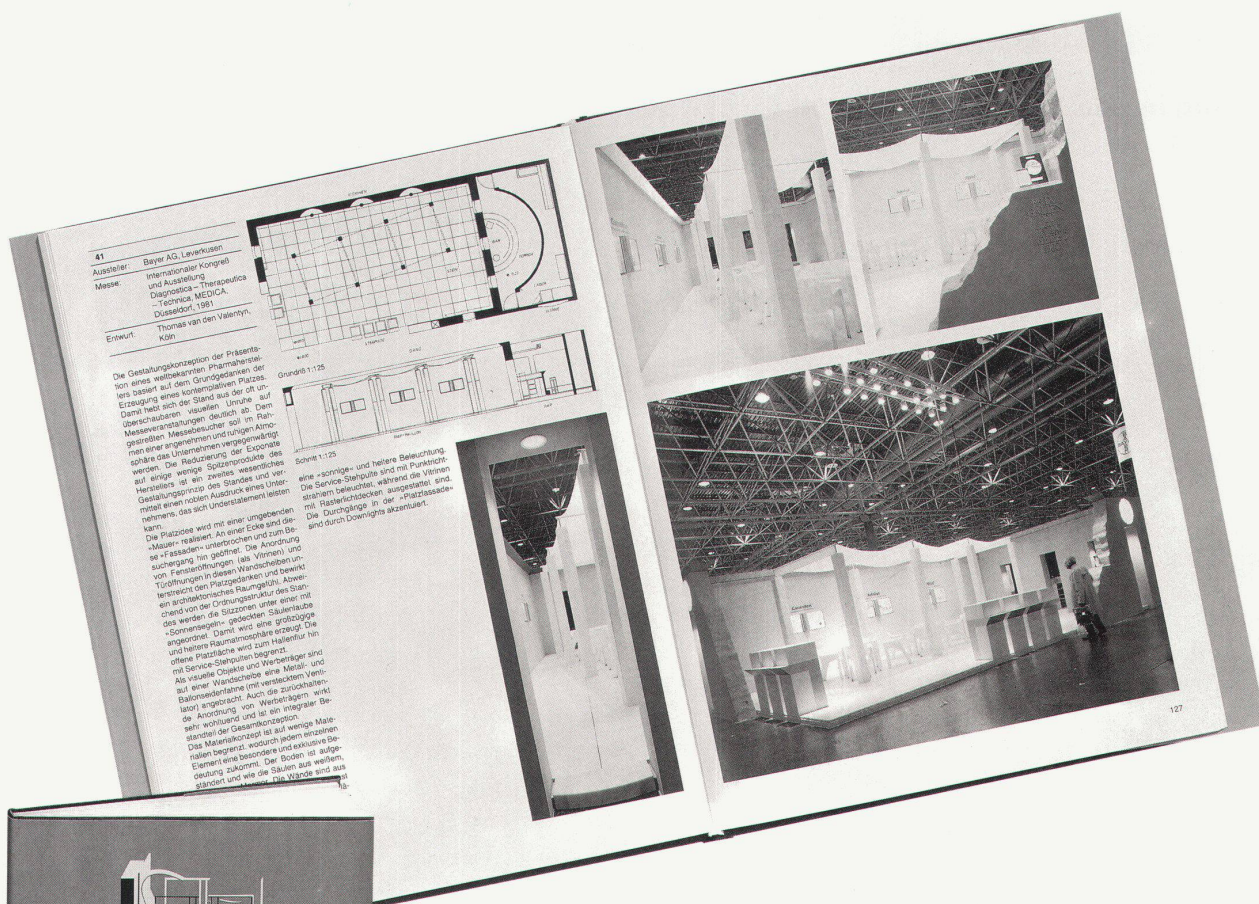 41
Aussteller: Bayer AG, Leverkusen
Messe: Internationaler Kongreß
und Ausstellung
Diagnostica – Therapeutica
– Technica, MEDICA,
Düsseldorf, 1981
Entwurf: Thomas van den Valentyn,
Köln
Die Gestaltungskonzeption der Präsenta-
tion eines weltbekannten Pharmaherstel-
lers basiert auf dem Grundgedanken der
Erzeugung eines kontemplativen Platzes.
Damit hebt sich der Stand aus der oft un-
überschaubaren visuellen Unruhe auf
Messeveranstaltungen deutlich ab. Dem
gestreßten Messebesucher soll im Rah-
men einer angenehmen und ruhigen Atmo-
sphäre das Unternehmen vergegenwärtigt
werden. Die Reduzierung der Exponate
auf einige wenige Spitzenprodukte des
Herstellers ist ein zweites wesentliches
Gestaltungsprinzip des Standes und ver-
mittelt einen noblen Ausdruck eines Unter-
nehmens, das sich Understatement leisten
kann.
Die Platzidee wird mit einer umgebenden
»Mauer« realisiert. An einer Ecke sind die-
se »Fassaden« unterbrochen und zum Be-
suchergang hin geöffnet. Die Anordnung
von Fensteröffnungen (als Vitrinen) und
Türöffnungen in diesen Wandscheiben un-
terstreicht den Platzgedanken und bewirkt
ein architektonisches Raumgefühl. Abwei-
chend von der Ordnungsstruktur des Stan-
des werden die Sitzzonen unter einer mit
»Sonnensegeln« gedeckten Säulenlaube
angeordnet. Damit wird eine großzügige
und heitere Raumatmosphäre erzeugt. Die
offene Platzfläche wird zum Hallenflur hin
mit Service-Stehpulten begrenzt.
Als visuelle Objekte und Werbeträger sind
auf einer Wandscheibe eine Metall- und
Ballonseidenfahne (mit verstecktem Venti-
lator) angebracht. Auch die zurückhalten-
de Anordnung von Werbeträgern wirkt
sehr wohltuend und ist ein integraler Be-
standteil der Gesamtkonzeption.
Das Materialkonzept ist auf wenige Mate-
rialien begrenzt, wodurch jedem einzelnen
Element eine besondere und exklusive Be-
deutung zukommt. Der Boden ist aufge-
ständert und wie die Säulen aus weißem,
Marmor. Die Wände sind aus
Grundriß 1:125
Schnitt 1:125
eine »sonnige« und heitere Beleuchtung.
Die Service-Stehpulte sind mit Punktricht-
strahlern beleuchtet, während die Vitrinen
mit Rasterlichtdecken ausgestattet sind.
Die Durchgänge in der »Platzfassade«
sind durch Downlights akzentuiert.
127